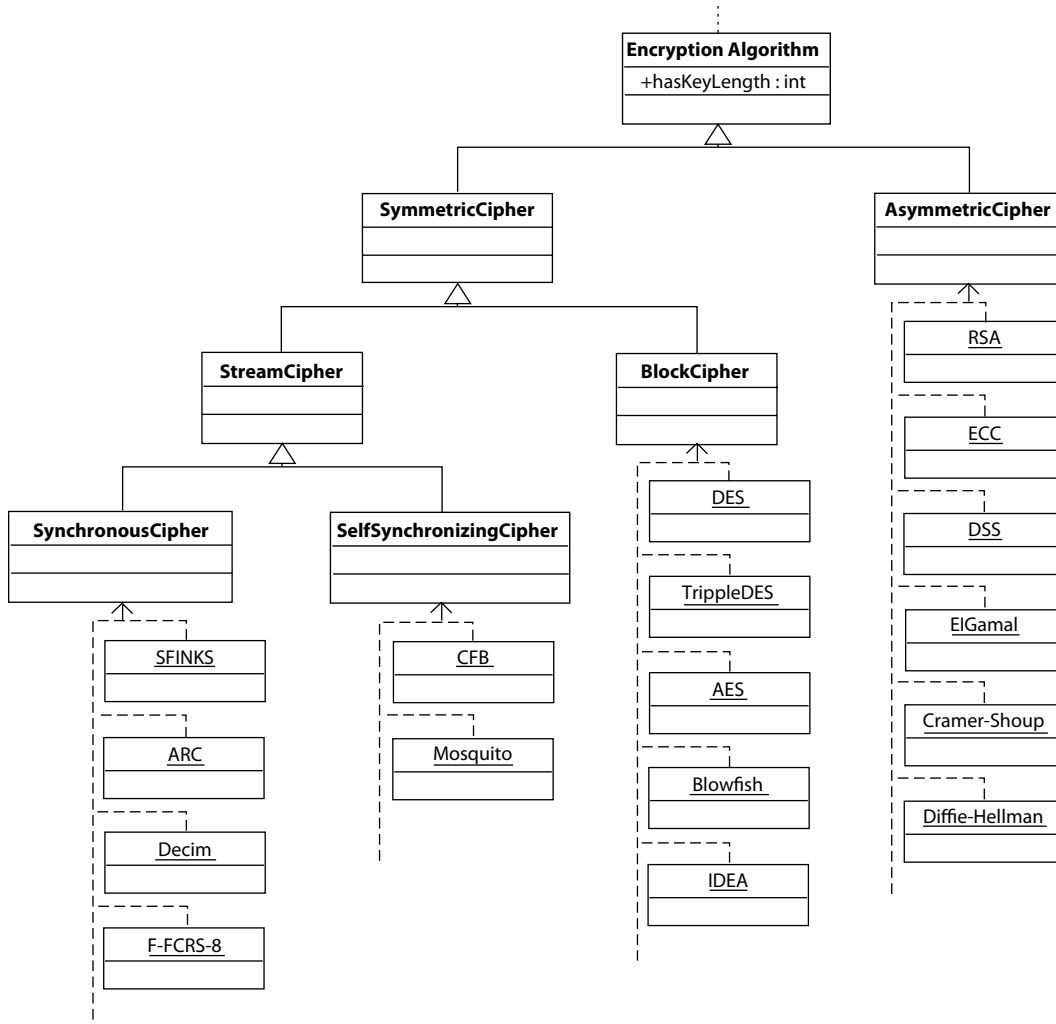 Encryption Algorithm
+hasKeyLength : int
SymmetricCipher
AsymmetricCipher
StreamCipher
BlockCipher
SynchronousCipher
SelfSynchronizingCipher
SFINKS
ARC
Decim
F-FCRS-8
CFB
Mosquito
DES
TrippleDES
AES
Blowfish
IDEA
RSA
ECC
DSS
ElGamal
Cramer-Shoup
Diffie-Hellman